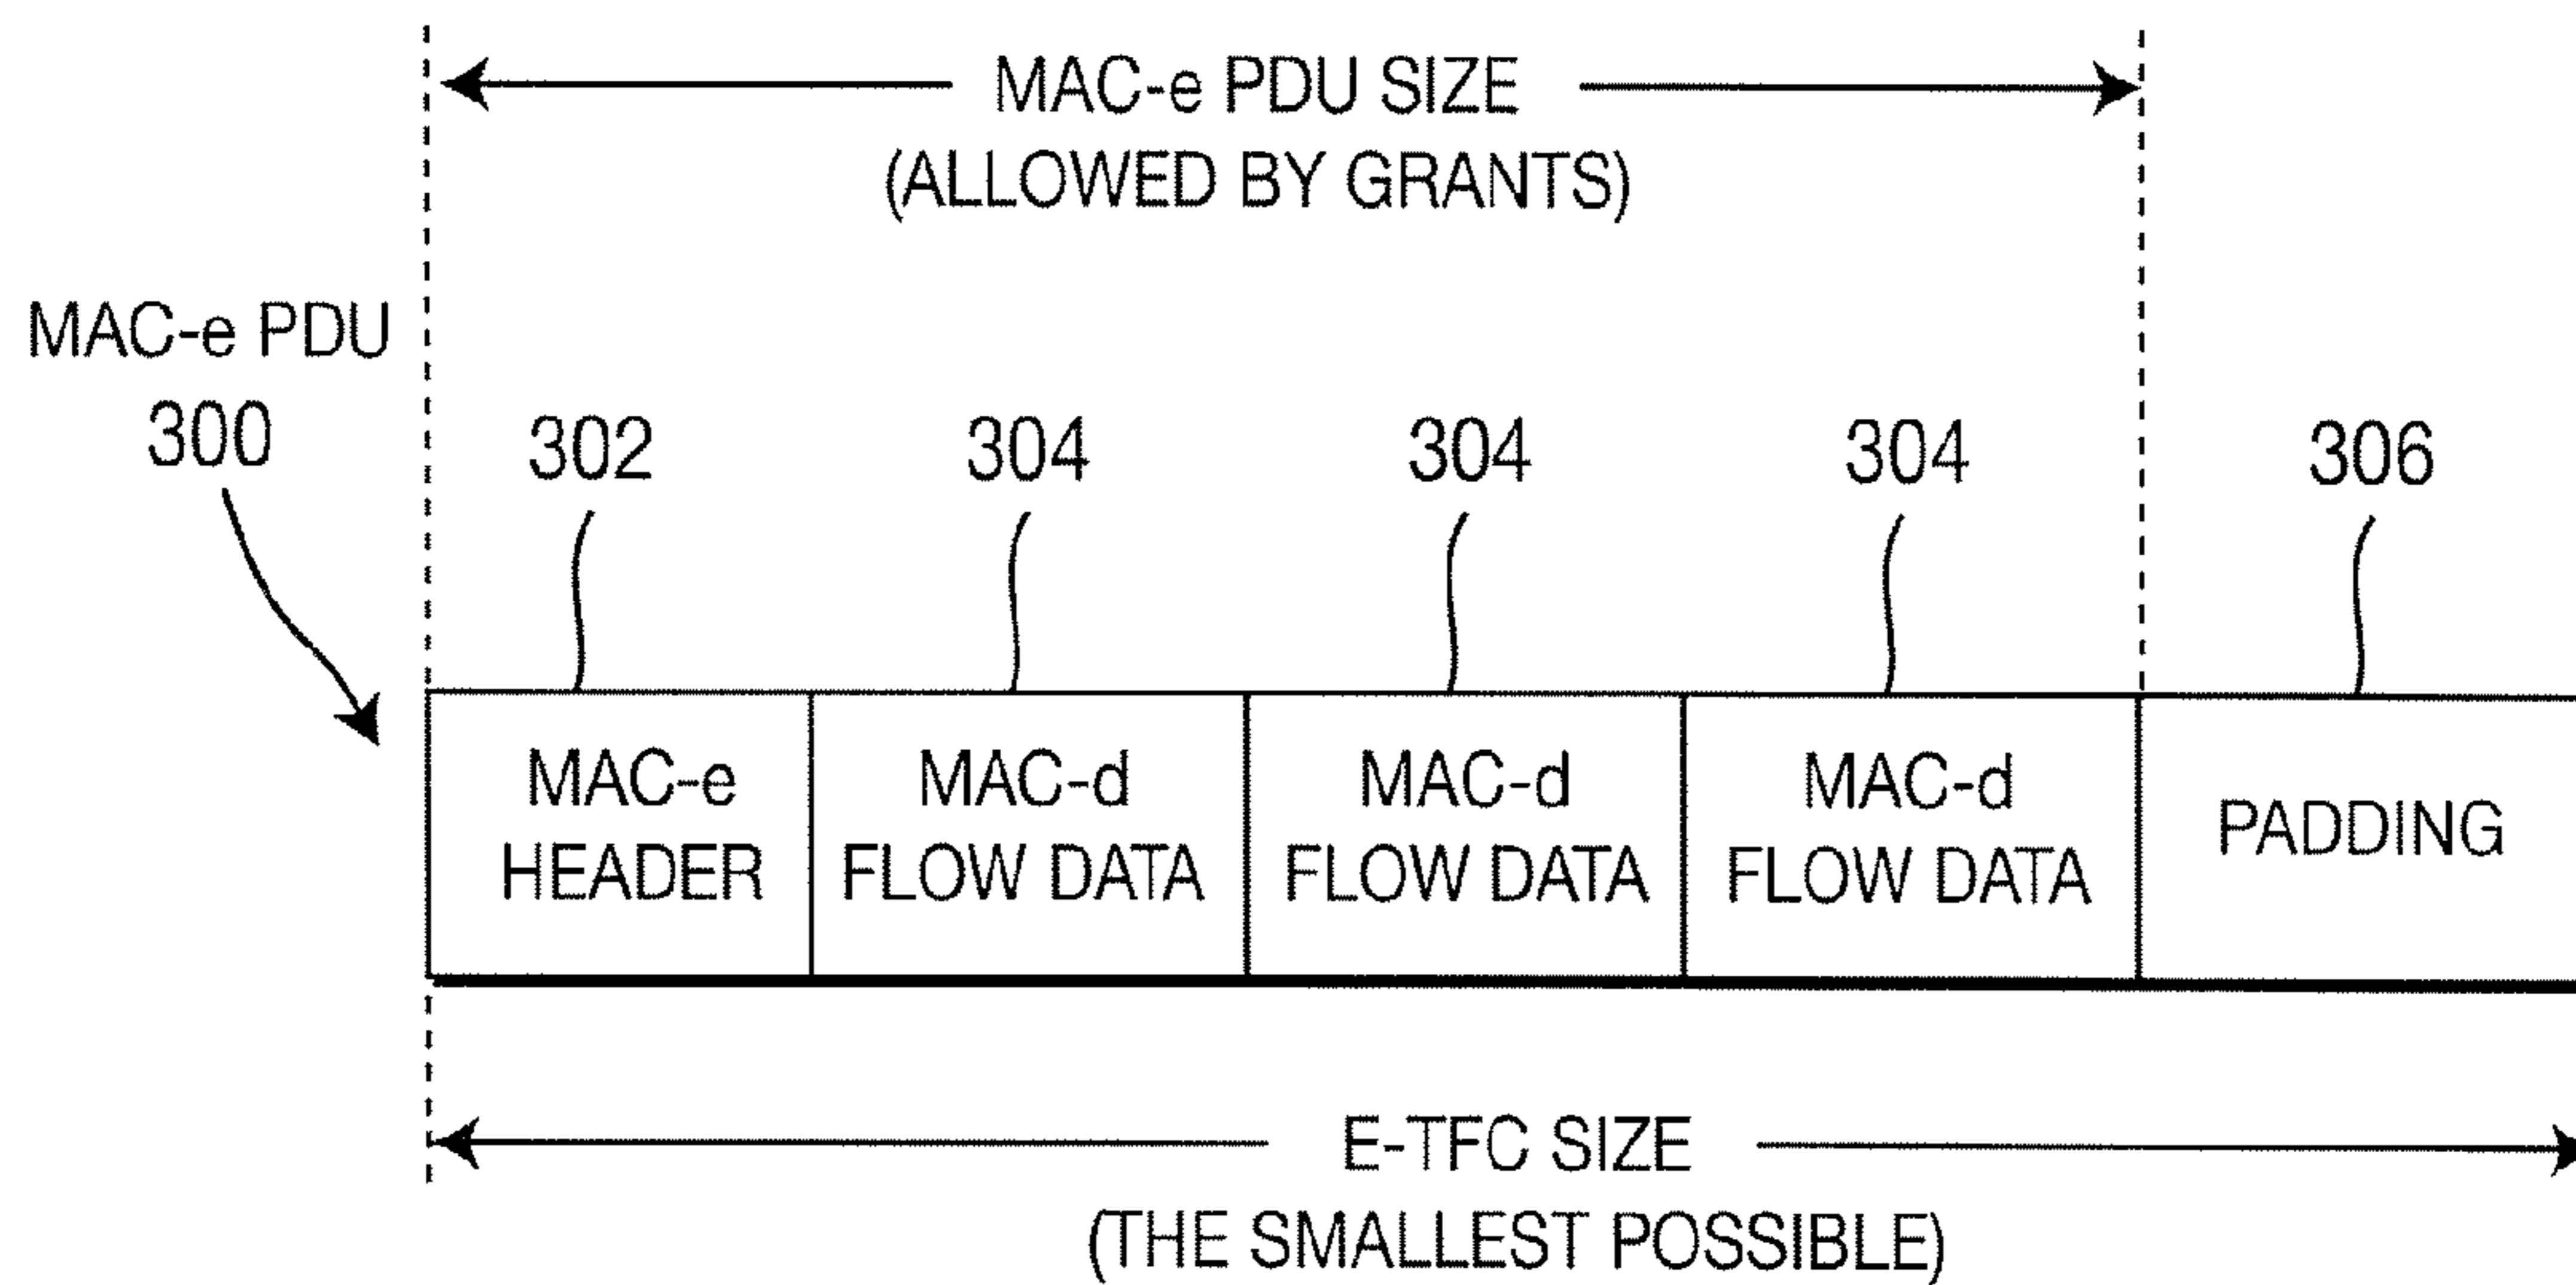 MAC-e PDU SIZE
(ALLOWED BY GRANTS)
MAC-e PDU
300
302
304
304
304
306
MAC-e
HEADER
MAC-d
FLOW DATA
MAC-d
FLOW DATA
MAC-d
FLOW DATA
PADDING
E-TFC SIZE
(THE SMALLEST POSSIBLE)